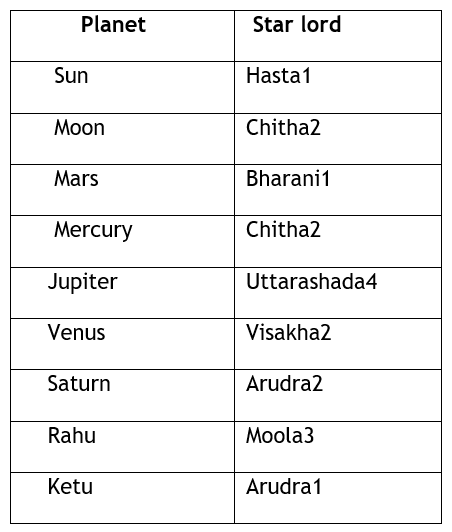 Planet Star lord
Sun Hasta1
Moon Chitha2
Mars Bharani1
Mercury Chitha2
Jupiter Uttarashada4
Venus Visakha2
Saturn Arudra2
Rahu Moola3
Ketu Arudra1